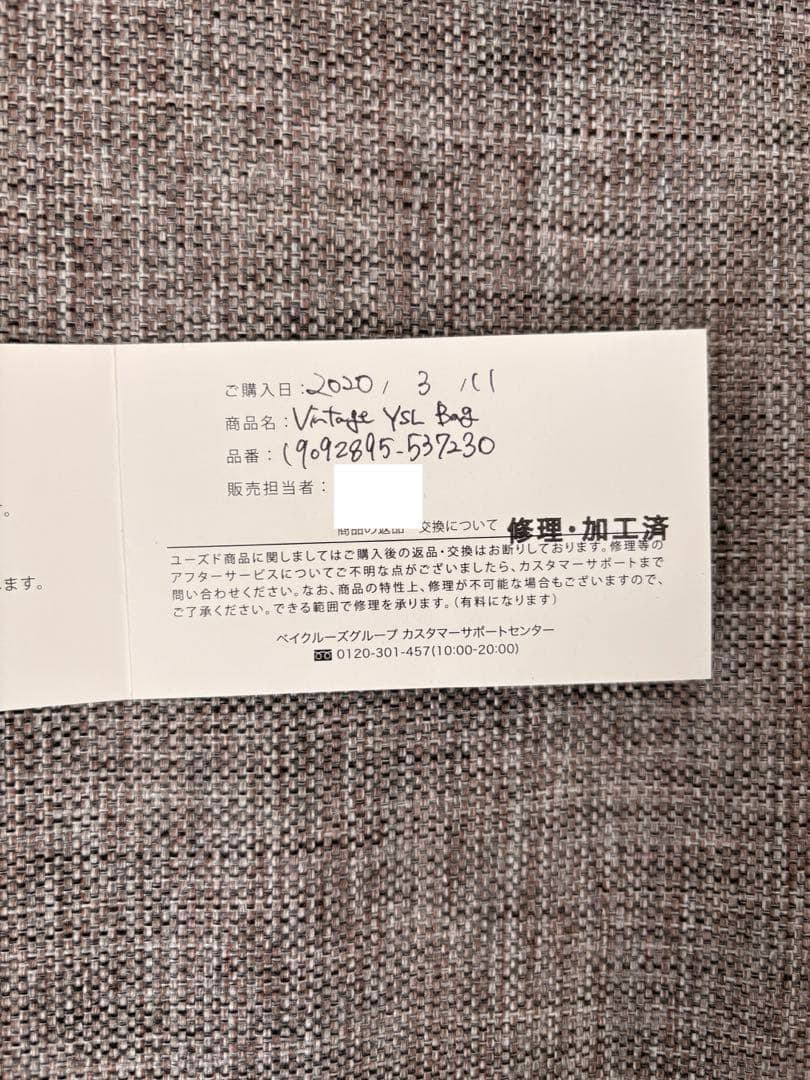 す。
します。
ご購入日：2020 / 3 / 11
商品名：Vintage YSL Bag
品番：19092895-537230
販売担当者：
商品の返品 交換について 修理・加工済
ユーズド商品に関しましてはご購入後の返品・交換はお断りしております。修理等の
アフターサービスについてご不明な点がございましたら、カスタマーサポートまで
問い合わせください。なお、商品の特性上、修理が不可能な場合もございますので、
ご了承ください。できる範囲で修理を承ります。（有料になります）
ベイクルーズグループ カスタマーサポートセンター
0120-301-457(10:00-20:00)